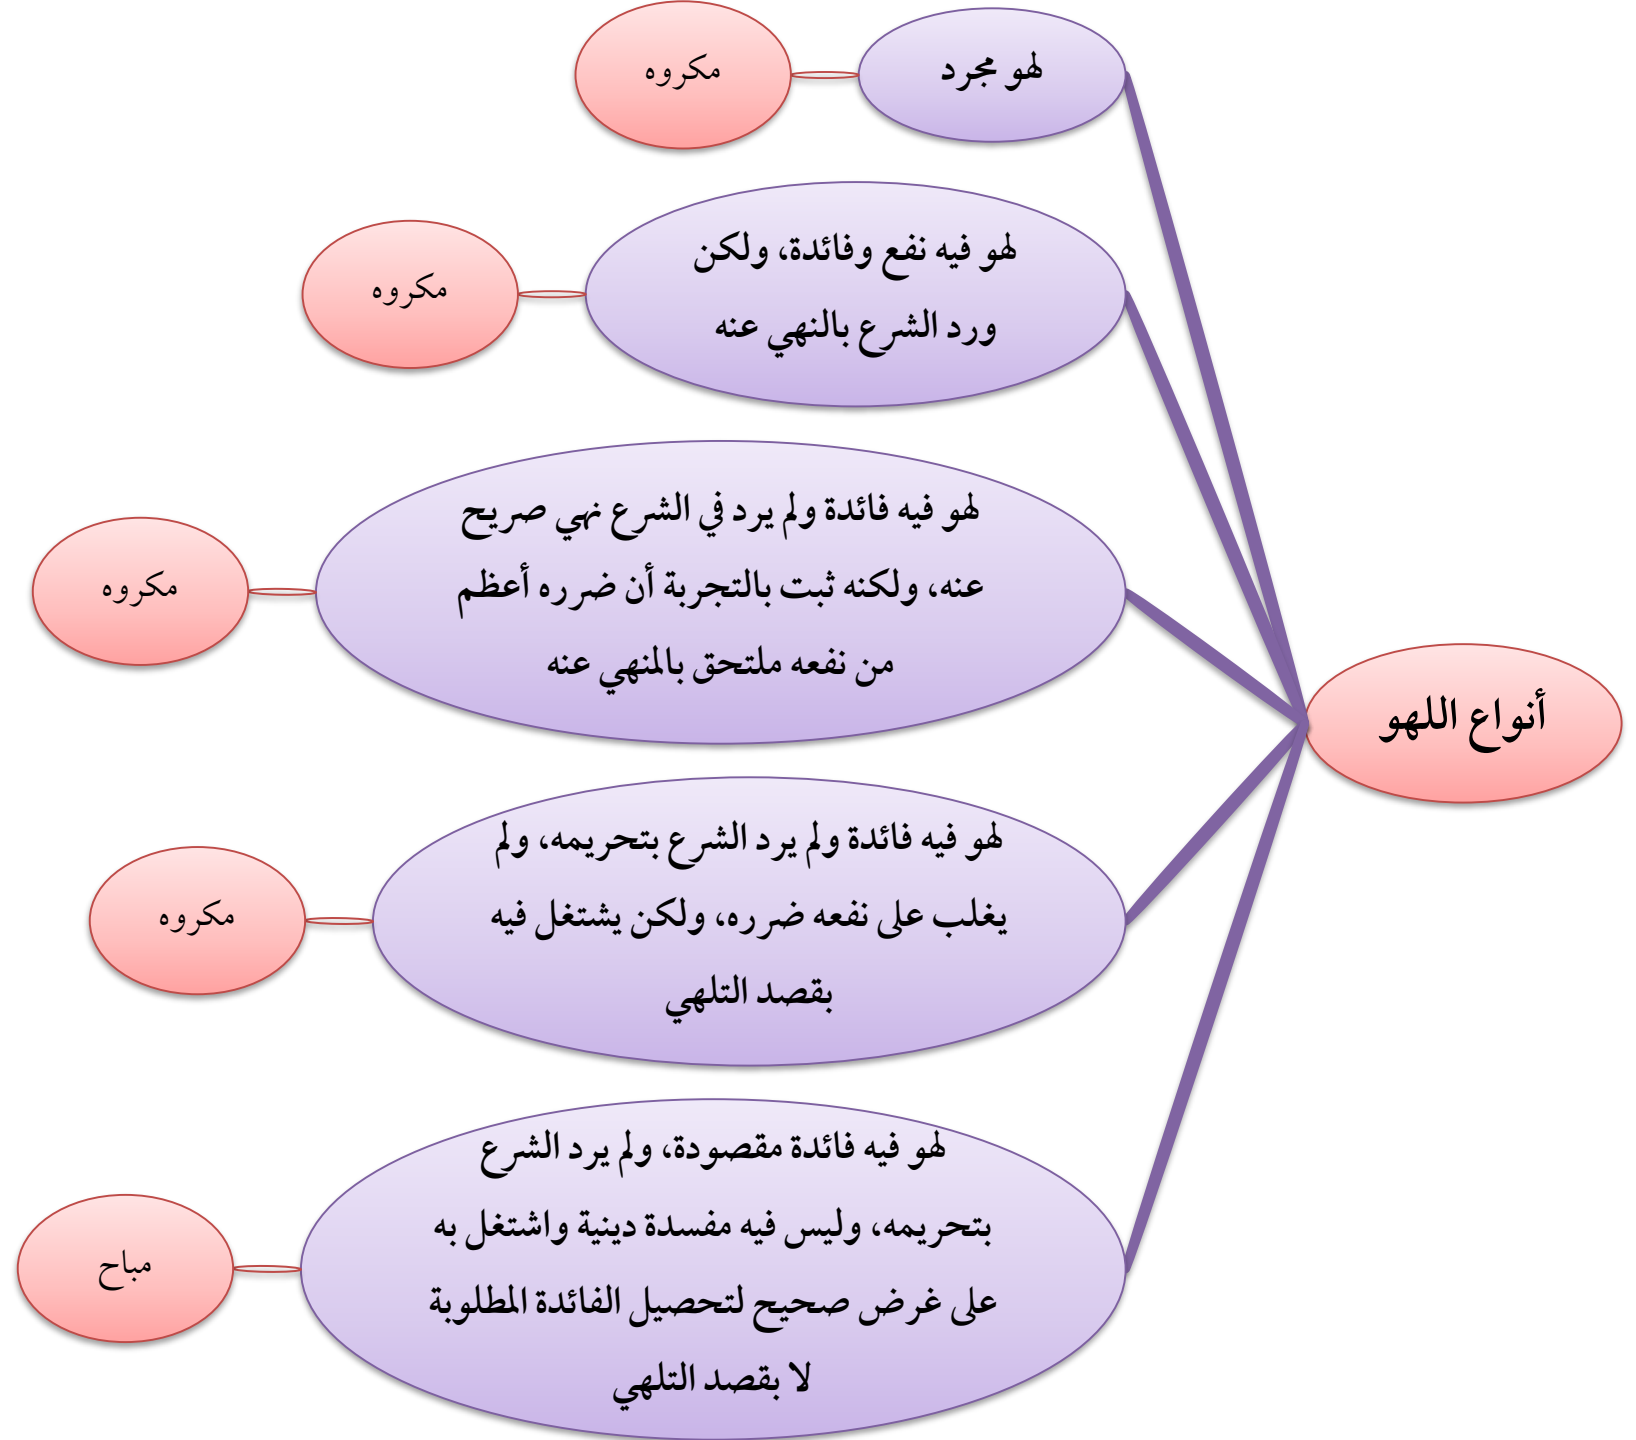 أنواع اللهو
لهو مجرد
مكروه
لهو فيه نفع وفائدة، ولكن
ورد الشرع بالنهي عنه
مكروه
لهو فيه فائدة ولم يرد في الشرع نهي صريح
عنه، ولكنه ثبت بالتجربة أن ضرره أعظم
من نفعه ملتحق بالمنهي عنه
مكروه
لهو فيه فائدة ولم يرد الشرع بتحريمه، ولم
يغلب على نفعه ضرره، ولكن يشتغل فيه
بقصد التلهي
مكروه
لهو فيه فائدة مقصودة، ولم يرد الشرع
بتحريمه، وليس فيه مفسدة دينية واشتغل به
على غرض صحيح لتحصيل الفائدة المطلوبة
لا بقصد التلهي
مباح